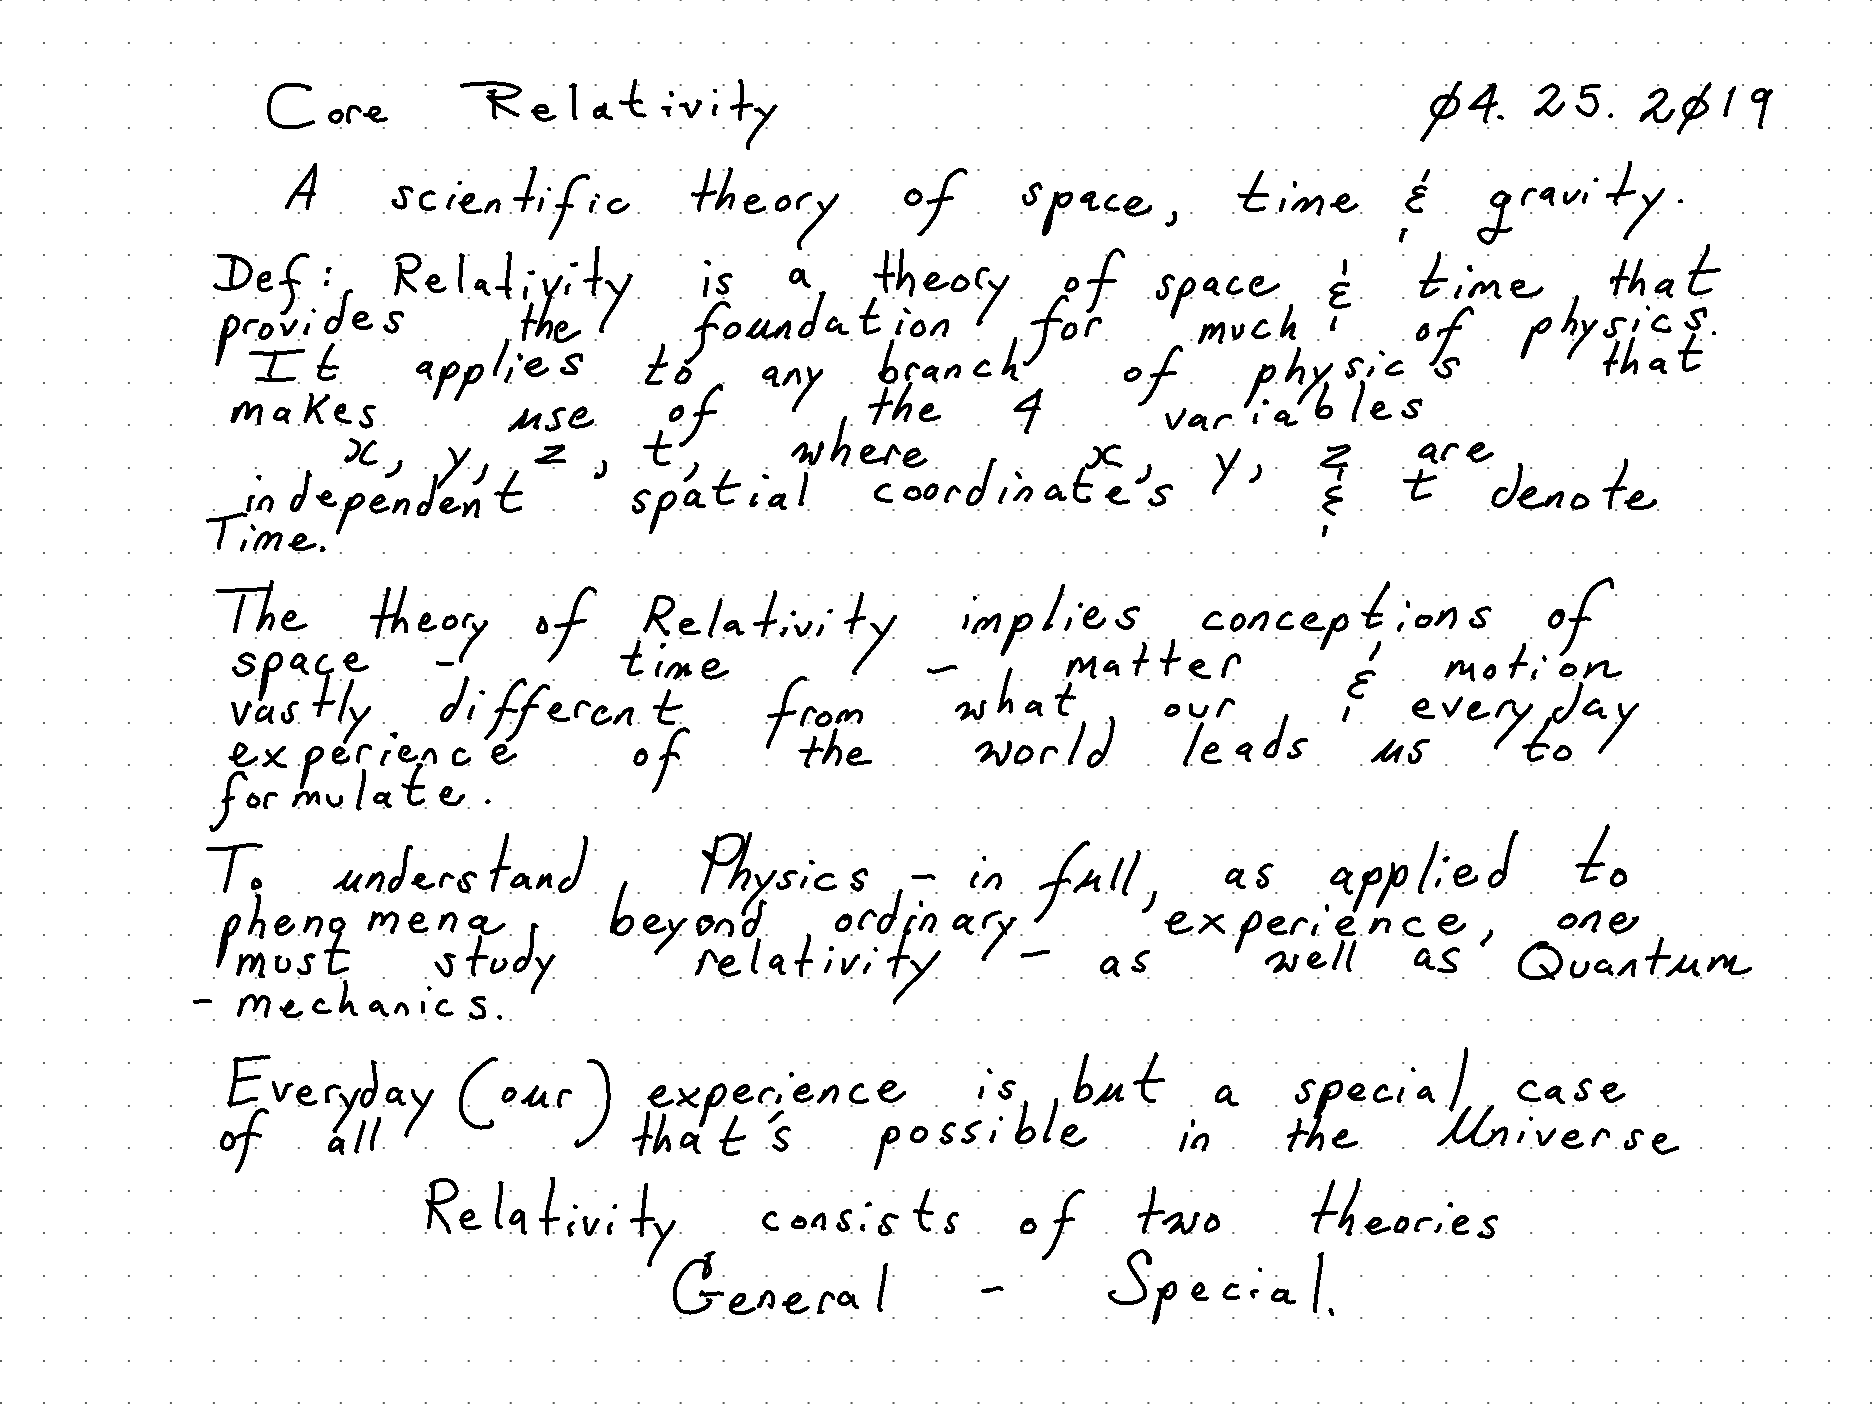 Core Relativity 04.25.2019
A scientific theory of space, time & gravity.
Def: Relativity is a theory of space & time that
provides the foundation for much of physics.
It applies to any branch of physics that
makes use of the 4 variables
x, y, z, t, where x, y, z are
independent spatial coordinate's & t denote
Time.
The theory of Relativity implies conceptions of
space - time - matter & motion
vastly different from what our everyday
experience of the world leads us to
formulate.
To understand Physics - in full, as applied to
phenomena beyond ordinary experience, one
must study relativity - as well as Quantum
- mechanics.
Everyday (our) experience is but a special case
of all that's possible in the Universe
Relativity consists of two theories
General - Special.